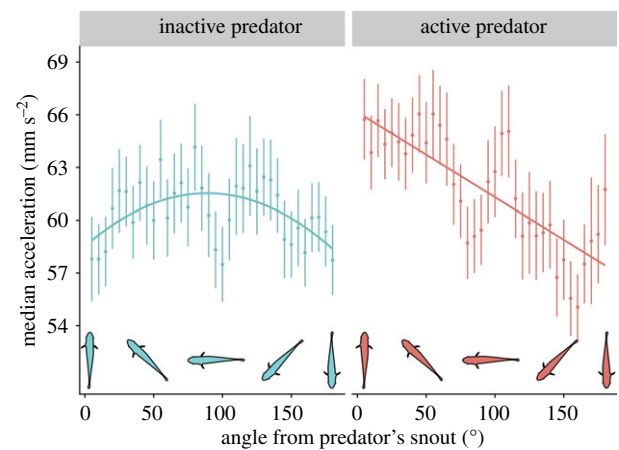 inactive predator
active predator
median acceleration (mm s⁻²)
69
66
63
60
57
54
0 50 100 150 0 50 100 150
angle from predator's snout (°)